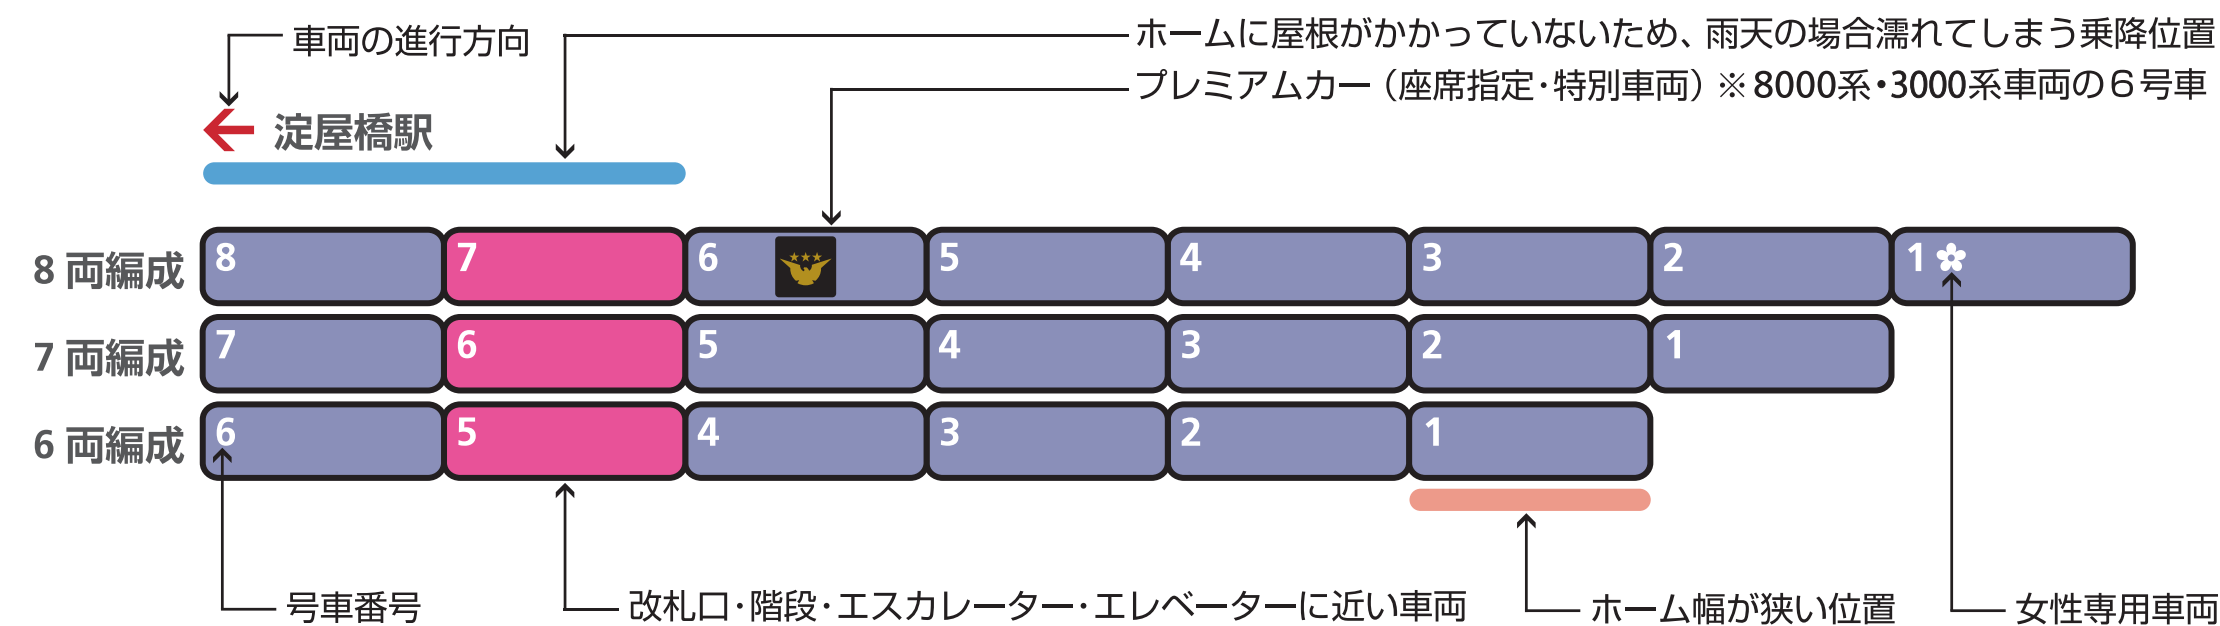 車両の進行方向
ホームに屋根がかかっていないため、雨天の場合濡れてしまう乗降位置
プレミアムカー（座席指定・特別車両）※8000系・3000系車両の６号車
淀屋橋駅
8 両編成
8 7 6 5 4 3 2 1
7 両編成
7 6 5 4 3 2 1
6 両編成
6 5 4 3 2 1
号車番号
改札口・階段・エスカレーター・エレベーターに近い車両
ホーム幅が狭い位置
女性専用車両